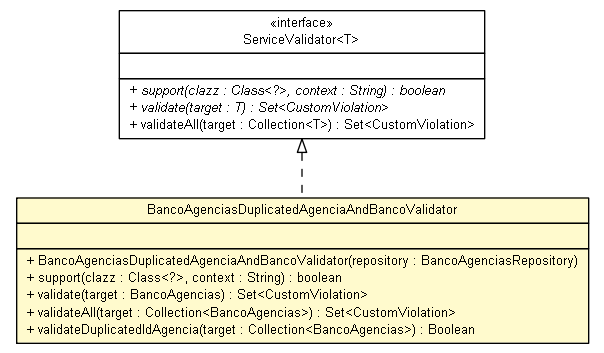 «interface»
ServiceValidator<T>
+ support(clazz : Class<?>, context : String) : boolean
+ validate(target : T) : Set<CustomViolation>
+ validateAll(target : Collection<T>) : Set<CustomViolation>
BancoAgenciasDuplicatedAgenciaAndBancoValidator
+ BancoAgenciasDuplicatedAgenciaAndBancoValidator(repository : BancoAgenciasRepository)
+ support(clazz : Class<?>, context : String) : boolean
+ validate(target : BancoAgencias) : Set<CustomViolation>
+ validateAll(target : Collection<BancoAgencias>) : Set<CustomViolation>
+ validateDuplicatedIdAgencia(target : Collection<BancoAgencias>) : Boolean